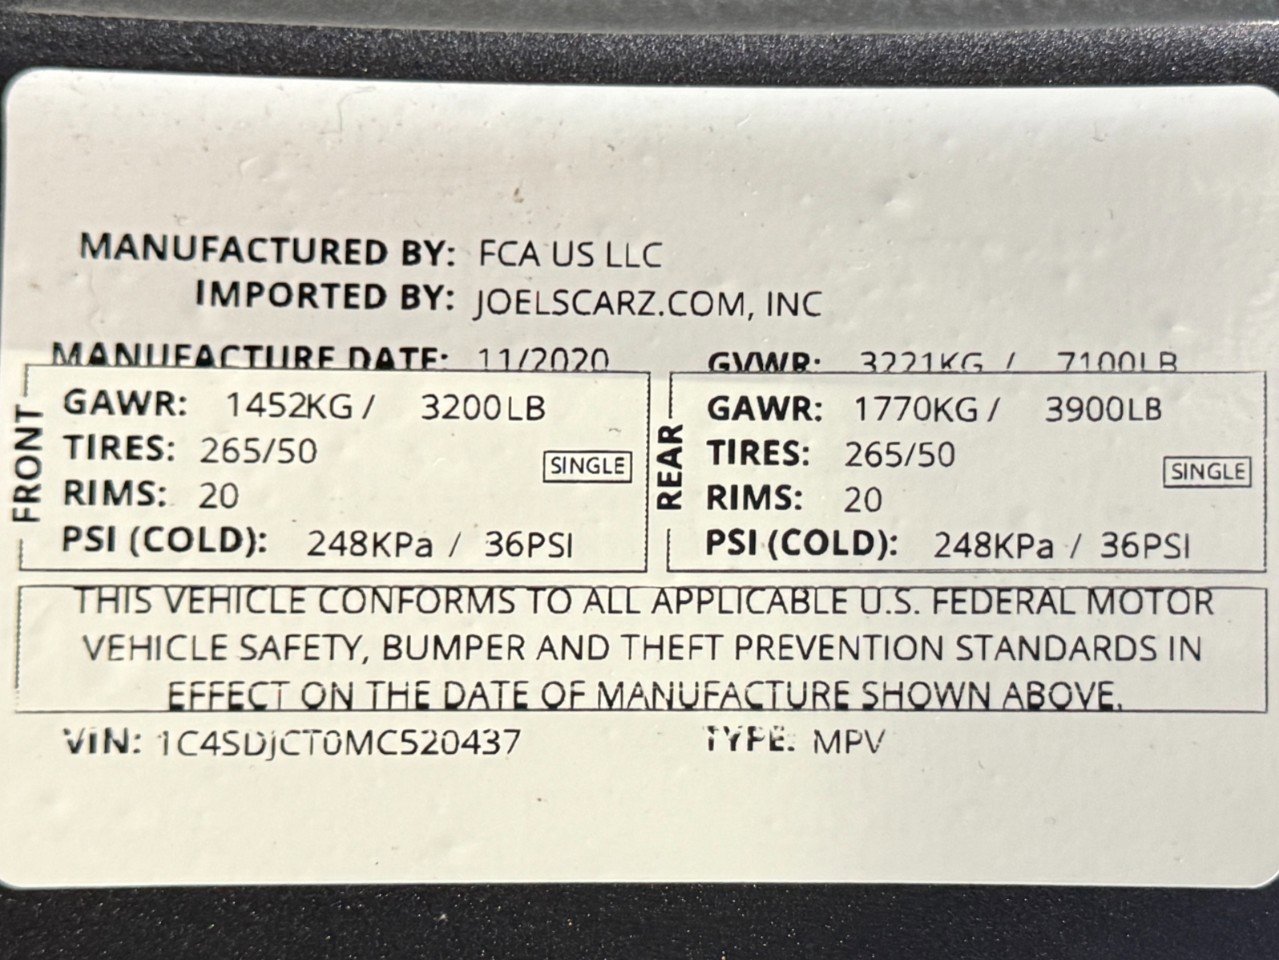 MANUFACTURED BY: FCA US LLC
IMPORTED BY: JOELSCARZ.COM, INC
MANUFACTURE DATE: 11/2020 GVWR: 3221KG / 7100LB
FRONT
GAWR: 1452KG / 3200LB
TIRES: 265/50
SINGLE
RIMS: 20
PSI (COLD): 248KPa / 36PSI
REAR
GAWR: 1770KG / 3900LB
TIRES: 265/50
SINGLE
RIMS: 20
PSI (COLD): 248KPa / 36PSI
THIS VEHICLE CONFORMS TO ALL APPLICABLE U.S. FEDERAL MOTOR
VEHICLE SAFETY, BUMPER AND THEFT PREVENTION STANDARDS IN
EFFECT ON THE DATE OF MANUFACTURE SHOWN ABOVE.
VIN: 1C4SDJCT0MC520437 TYPE: MPV